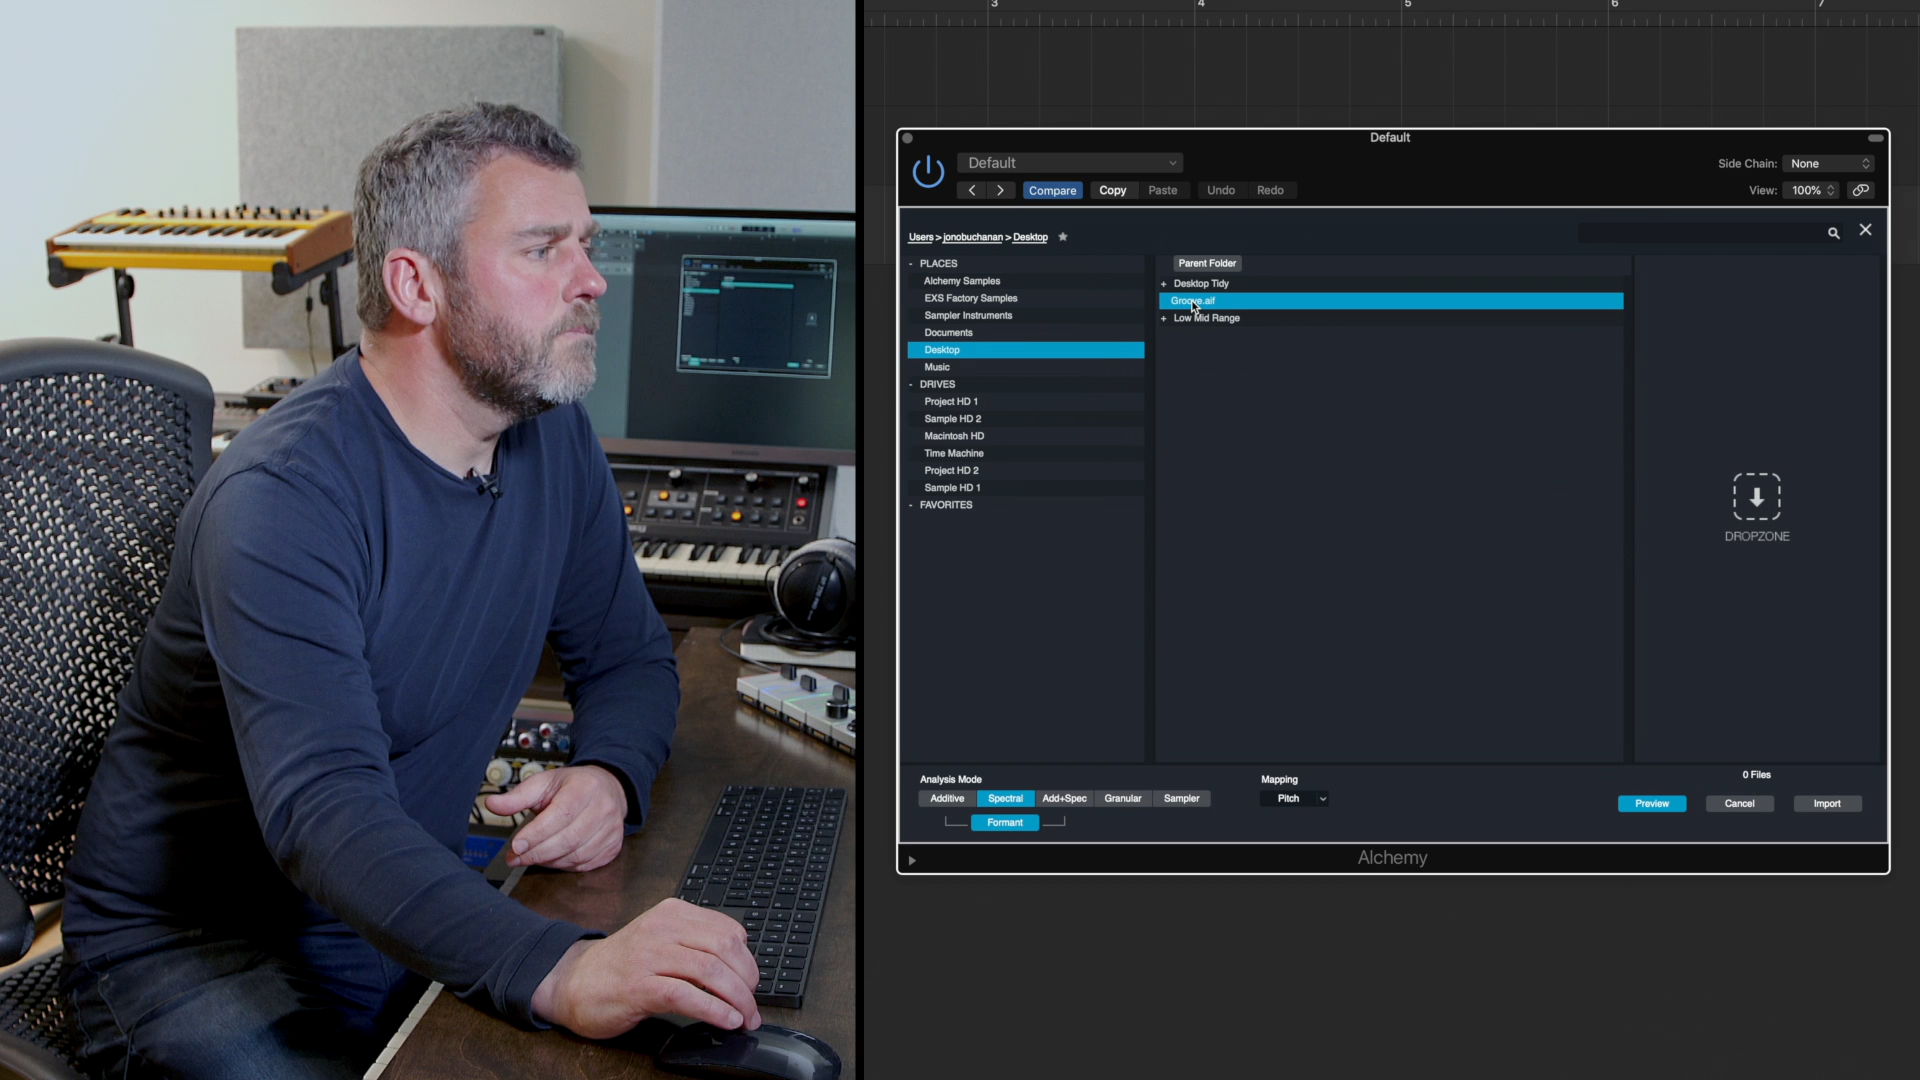 3 4 5 6 7
Default
Default
Side Chain: None
Compare Copy Paste Undo Redo
View: 100%
Users > jonobuchanan > Desktop
- PLACES
Alchemy Samples
EXS Factory Samples
Sampler Instruments
Documents
Desktop
Music
- DRIVES
Project HD 1
Sample HD 2
Macintosh HD
Time Machine
Project HD 2
Sample HD 1
- FAVORITES
Parent Folder
+ Desktop Tidy
Groove.aif
+ Low Mid Range
DROPZONE
0 Files
Analysis Mode
Additive Spectral Add+Spec Granular Sampler
Formant
Mapping
Pitch
Preview Cancel Import
Alchemy